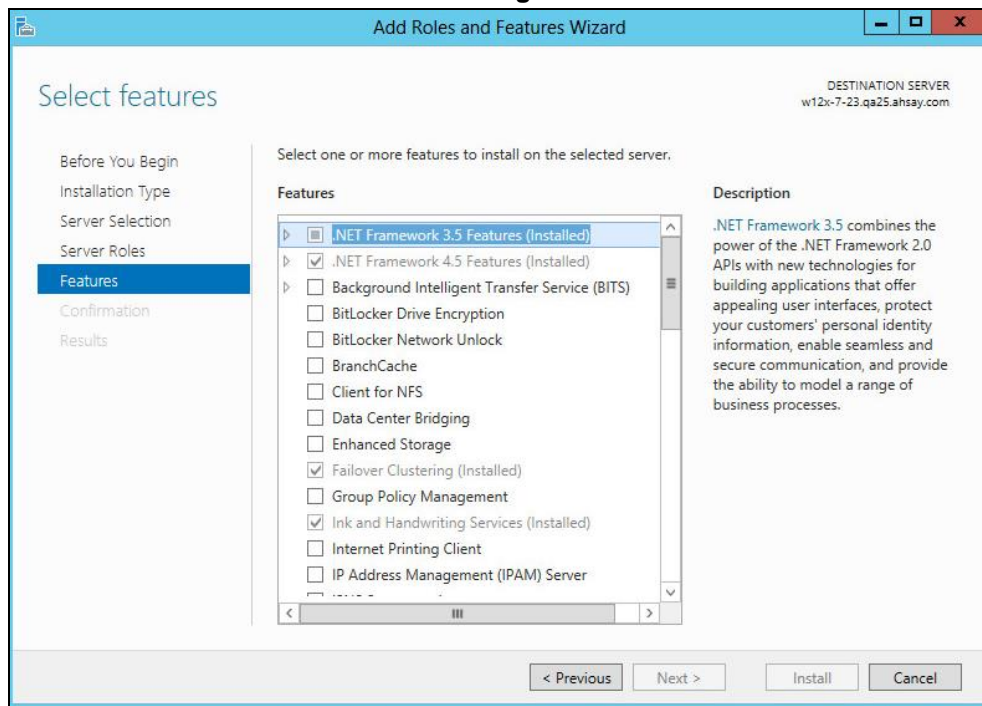 Add Roles and Features Wizard
Select features
DESTINATION SERVER
w12x-7-23.qa25.ahsay.com
Before You Begin
Installation Type
Server Selection
Server Roles
Features
Confirmation
Results
Select one or more features to install on the selected server.
Features
.NET Framework 3.5 Features (Installed)
.NET Framework 4.5 Features (Installed)
Background Intelligent Transfer Service (BITS)
BitLocker Drive Encryption
BitLocker Network Unlock
BranchCache
Client for NFS
Data Center Bridging
Enhanced Storage
Failover Clustering (Installed)
Group Policy Management
Ink and Handwriting Services (Installed)
Internet Printing Client
IP Address Management (IPAM) Server
Description
.NET Framework 3.5 combines the
power of the .NET Framework 2.0
APIs with new technologies for
building applications that offer
appealing user interfaces, protect
your customers' personal identity
information, enable seamless and
secure communication, and provide
the ability to model a range of
business processes.
< Previous
Next >
Install
Cancel